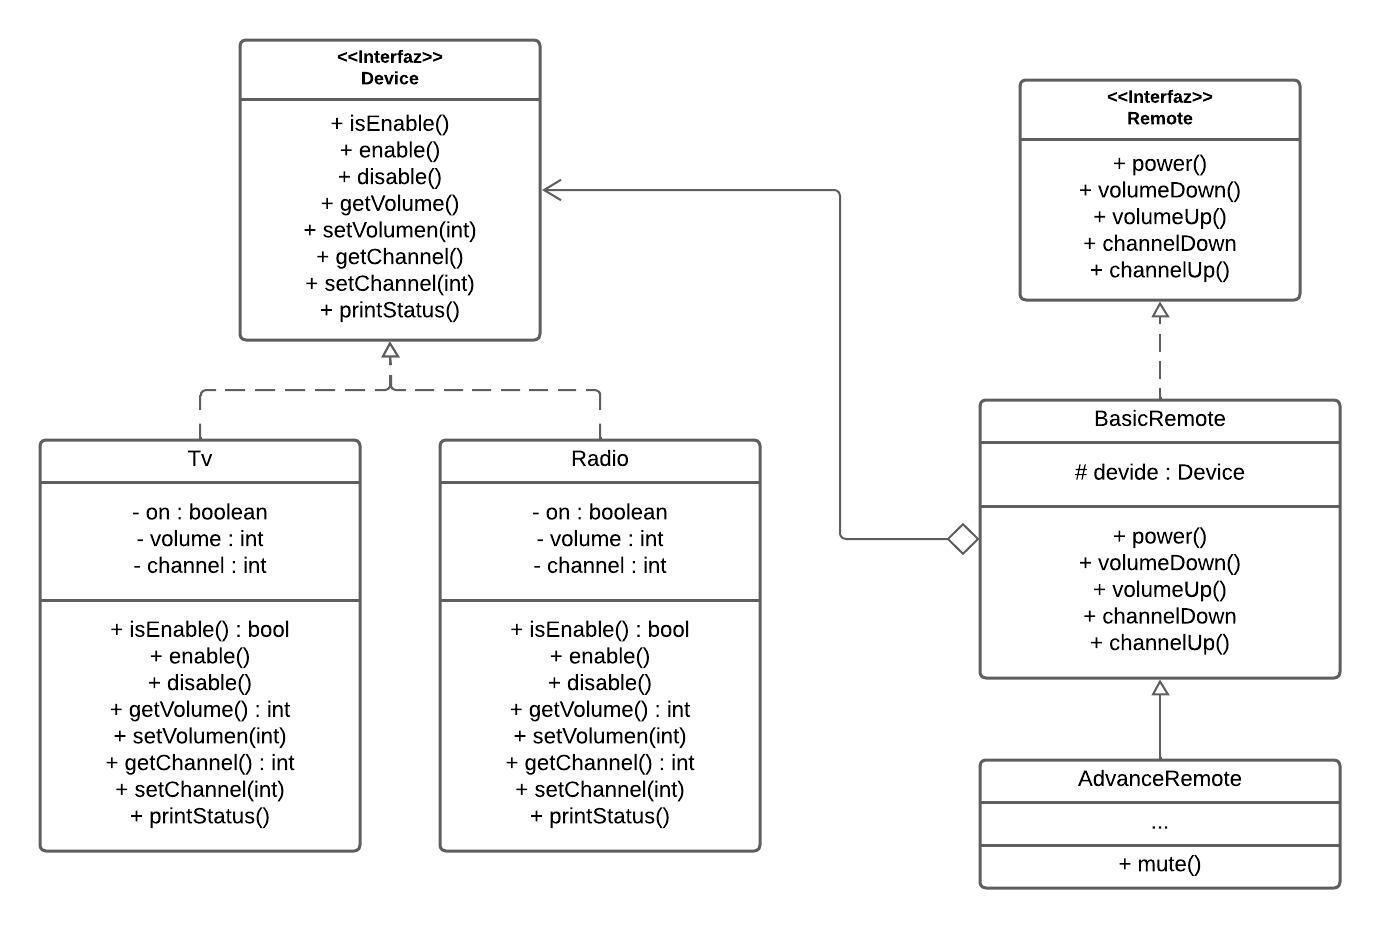 <<Interfaz>>
Device
+ isEnable()
+ enable()
+ disable()
+ getVolume()
+ setVolumen(int)
+ getChannel()
+ setChannel(int)
+ printStatus()
<<Interfaz>>
Remote
+ power()
+ volumeDown()
+ volumeUp()
+ channelDown
+ channelUp()
Tv
- on : boolean
- volume : int
- channel : int
+ isEnable() : bool
+ enable()
+ disable()
+ getVolume() : int
+ setVolumen(int)
+ getChannel() : int
+ setChannel(int)
+ printStatus()
Radio
- on : boolean
- volume : int
- channel : int
+ isEnable() : bool
+ enable()
+ disable()
+ getVolume() : int
+ setVolumen(int)
+ getChannel() : int
+ setChannel(int)
+ printStatus()
BasicRemote
# devide : Device
+ power()
+ volumeDown()
+ volumeUp()
+ channelDown
+ channelUp()
AdvanceRemote
...
+ mute()